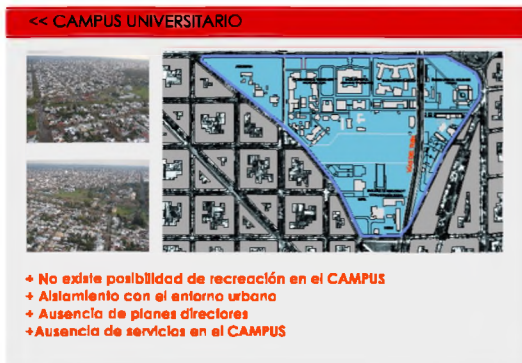 << CAMPUS UNIVERSITARIO
+ No existe posibilidad de recreación en el CAMPUS
+ Aislamiento con el entorno urbano
+ Ausencia de planes directores
+Ausencia de servicios en el CAMPUS